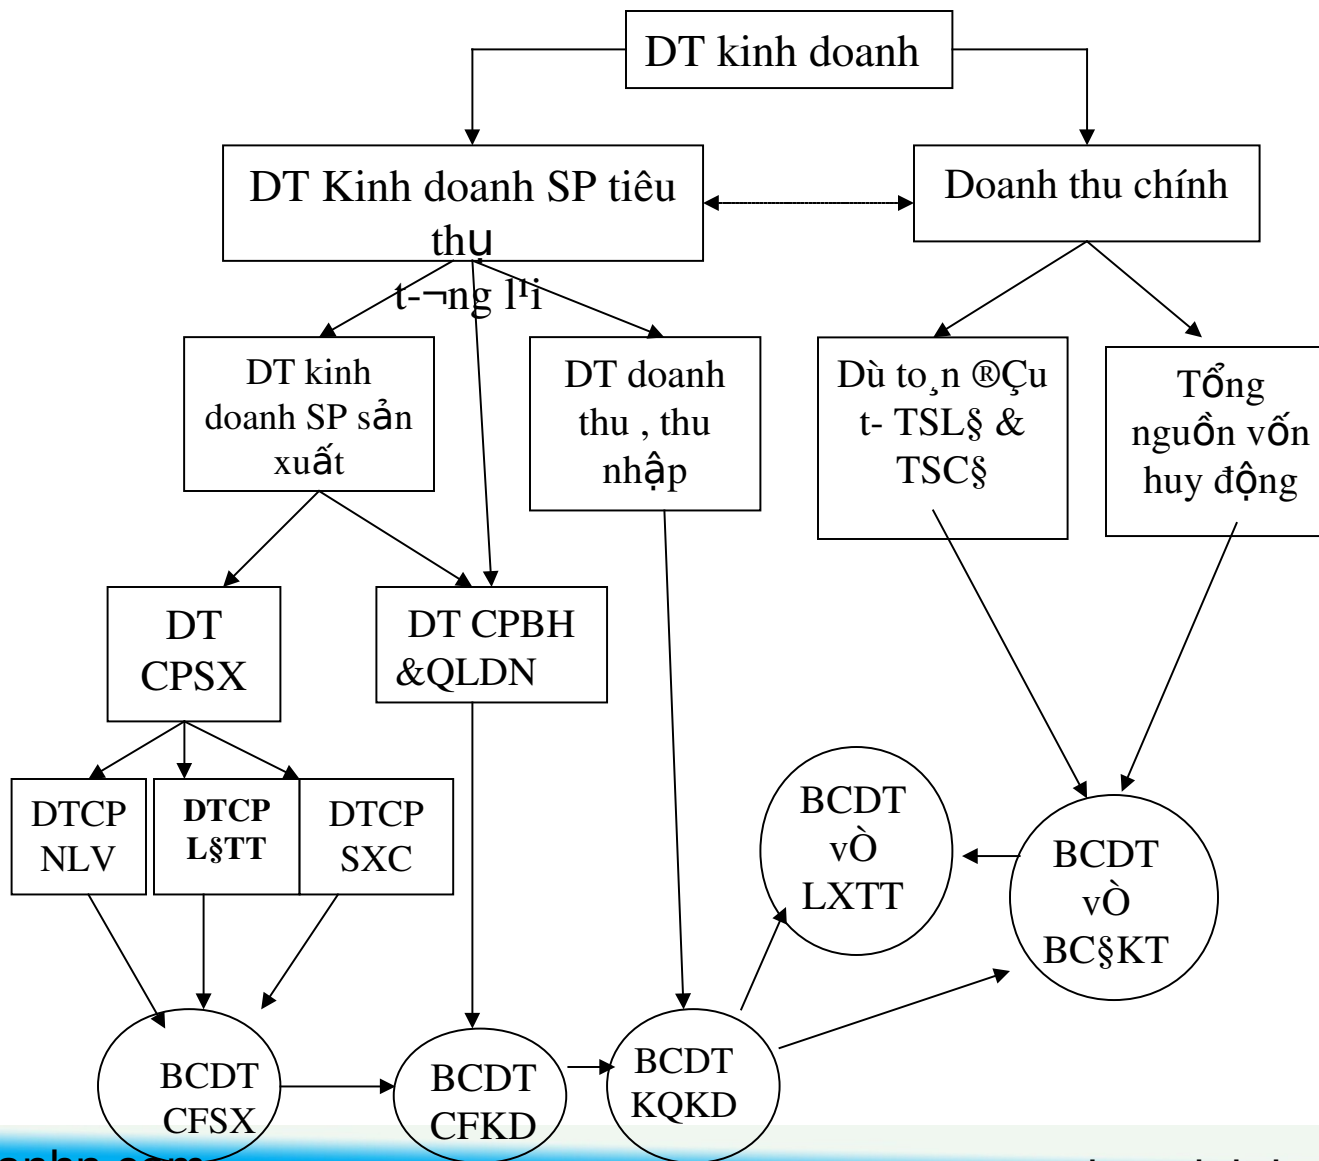 DT kinh doanh
DT Kinh doanh SP tiêu
thụ
t-¬ng l¹i
Doanh thu chính
DT kinh
doanh SP sản
xuất
DT doanh
thu , thu
nhập
Dù to¸n ®Çu
t- TSL§ &
TSC§
Tổng
nguồn vốn
huy động
DT
CPSX
DT CPBH
&QLDN
DTCP
NLV
DTCP
L§TT
DTCP
SXC
BCDT
vÒ
LXTT
BCDT
vÒ
BC§KT
BCDT
CFSX
BCDT
CFKD
BCDT
KQKD